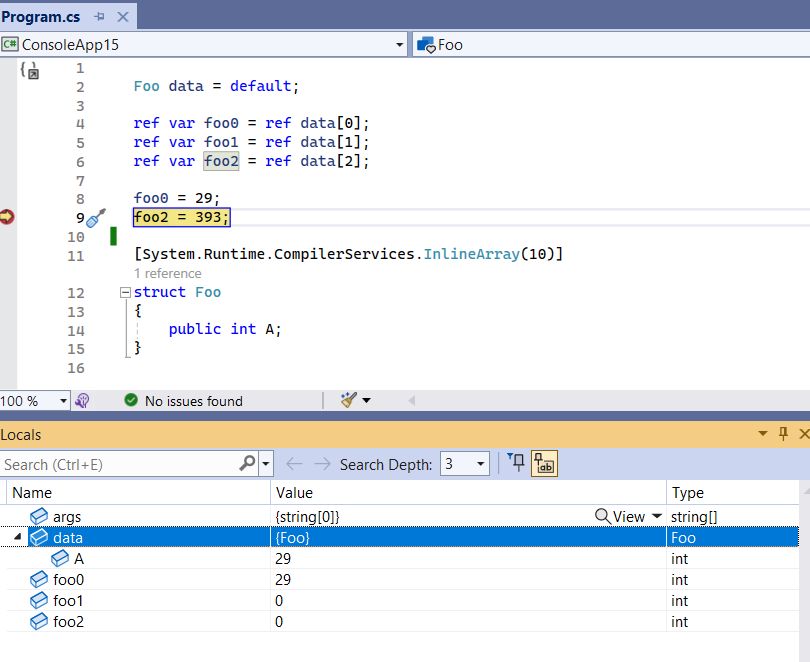 Program.cs
C# ConsoleApp15
Foo
1
2 Foo data = default;
3
4 ref var foo0 = ref data[0];
5 ref var foo1 = ref data[1];
6 ref var foo2 = ref data[2];
7
8 foo0 = 29;
9 foo2 = 393;
10
11 [System.Runtime.CompilerServices.InlineArray(10)]
1 reference
12 struct Foo
13 {
14 public int A;
15 }
16
100 %
No issues found
Locals
Search (Ctrl+E)
Search Depth: 3
Name Value Type
args {string[0]} View string[]
data {Foo} Foo
A 29 int
foo0 29 int
foo1 0 int
foo2 0 int